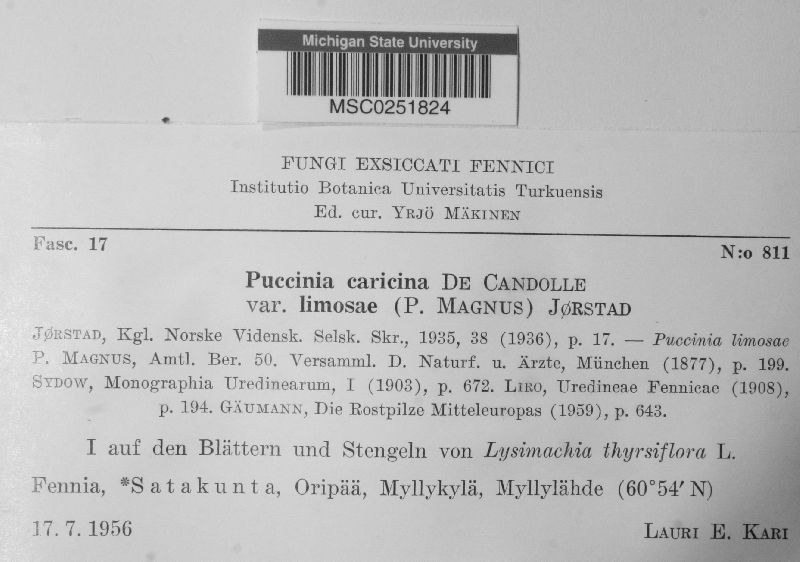 Michigan State University
MSC0251824
FUNGI EXSICCATI FENNICI
Institutio Botanica Universitatis Turkuensis
Ed. cur. YRJÖ MÄKINEN
Fasc. 17 N:o 811
Puccinia caricina DE CANDOLLE
var. limosae (P. MAGNUS) JØRSTAD
JØRSTAD, Kgl. Norske Vidensk. Selsk. Skr., 1935, 38 (1936), p. 17. — Puccinia limosae
P. MAGNUS, Amtl. Ber. 50. Versamml. D. Naturf. u. Ärzte, München (1877), p. 199.
SYDOW, Monographia Uredinearum, I (1903), p. 672. LIRO, Uredineae Fennicae (1908),
p. 194. GÄUMANN, Die Rostpilze Mitteleuropas (1959), p. 643.
I auf den Blättern und Stengeln von Lysimachia thyrsiflora L.
Fennia, *Satakunta, Oripää, Myllykylä, Myllylähde (60°54′ N)
17. 7. 1956 LAURI E. KARI